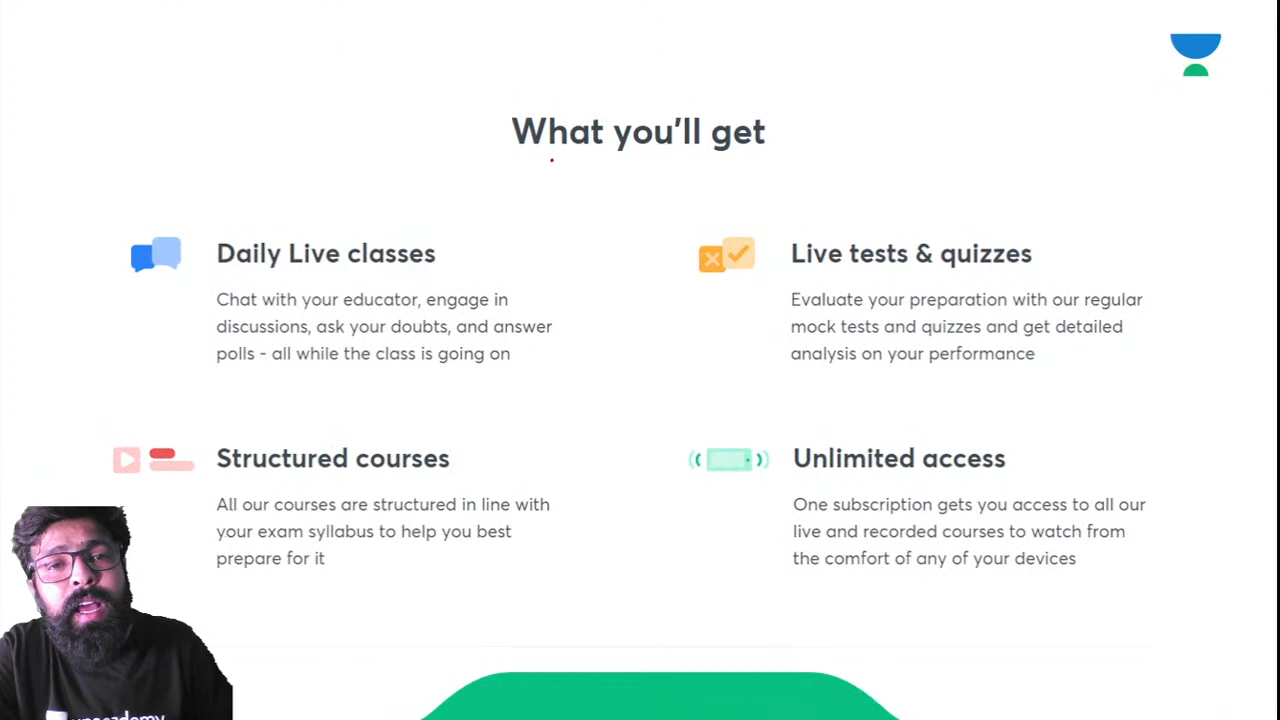 What you'll get
Daily Live classes
Chat with your educator, engage in
discussions, ask your doubts, and answer
polls - all while the class is going on
Live tests & quizzes
Evaluate your preparation with our regular
mock tests and quizzes and get detailed
analysis on your performance
Structured courses
All our courses are structured in line with
your exam syllabus to help you best
prepare for it
Unlimited access
One subscription gets you access to all our
live and recorded courses to watch from
the comfort of any of your devices